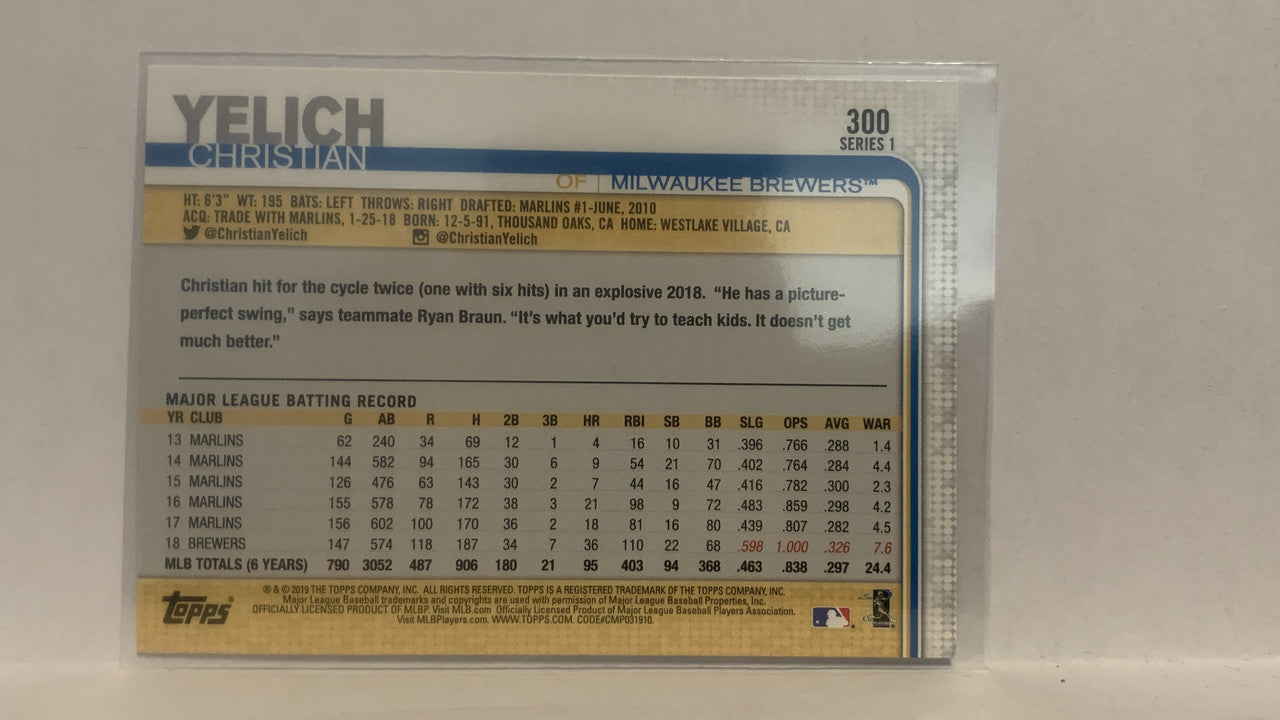 YELICH
CHRISTIAN
300
SERIES 1
OF | MILWAUKEE BREWERS™
HT: 6'3" WT: 195 BATS: LEFT THROWS: RIGHT DRAFTED: MARLINS #1-JUNE, 2010
ACQ: TRADE WITH MARLINS, 1-25-18 BORN: 12-5-91, THOUSAND OAKS, CA HOME: WESTLAKE VILLAGE, CA
@ChristianYelich @ChristianYelich
Christian hit for the cycle twice (one with six hits) in an explosive 2018. “He has a picture-
perfect swing,” says teammate Ryan Braun. “It’s what you’d try to teach kids. It doesn’t get
much better.”
MAJOR LEAGUE BATTING RECORD
YR CLUB G AB R H 2B 3B HR RBI SB BB SLG OPS AVG WAR
13 MARLINS 62 240 34 69 12 1 4 16 10 31 .396 .766 .288 1.4
14 MARLINS 144 582 94 165 30 6 9 54 21 70 .402 .764 .284 4.4
15 MARLINS 126 476 63 143 30 2 7 44 16 47 .416 .782 .300 2.3
16 MARLINS 155 578 78 172 38 3 21 98 9 72 .483 .859 .298 4.2
17 MARLINS 156 602 100 170 36 2 18 81 16 80 .439 .807 .282 4.5
18 BREWERS 147 574 118 187 34 7 36 110 22 68 .598 1.000 .326 7.6
MLB TOTALS (6 YEARS) 790 3052 487 906 180 21 95 403 94 368 .463 .838 .297 24.4
® & © 2019 THE TOPPS COMPANY, INC. ALL RIGHTS RESERVED. TOPPS IS A REGISTERED TRADEMARK OF THE TOPPS COMPANY, INC.
Major League Baseball trademarks and copyrights are used with permission of Major League Baseball Properties, Inc.
OFFICIALLY LICENSED PRODUCT OF MLBP. Visit MLB.com Officially Licensed Product of Major League Baseball Players Association.
Visit MLBPlayers.com. WWW.TOPPS.COM. CODE#CMP031910.
Topps®